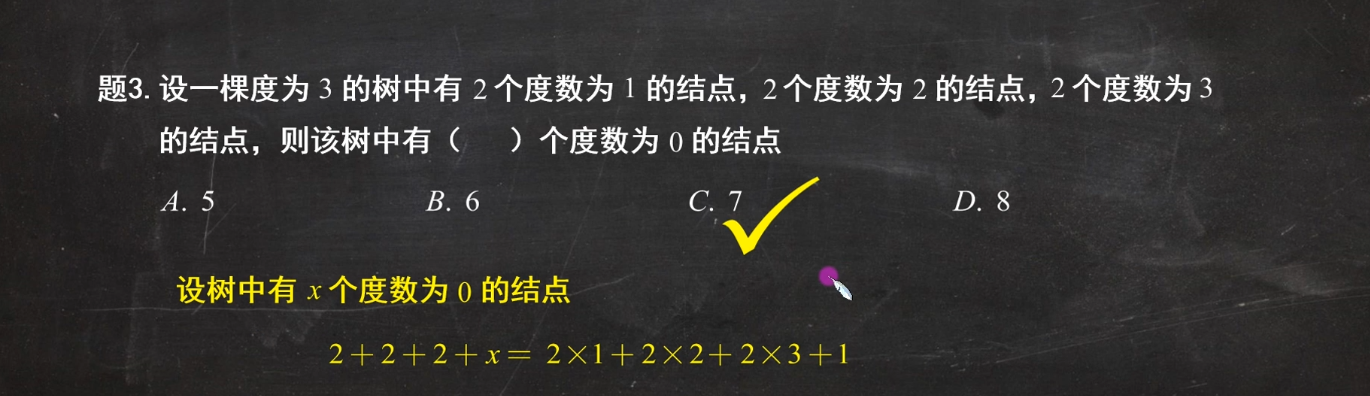 题3. 设一棵度为 3 的树中有 2 个度数为 1 的结点，2 个度数为 2 的结点，2 个度数为 3
的结点，则该树中有（ ）个度数为 0 的结点
A. 5 B. 6 C. 7 D. 8
设树中有 x 个度数为 0 的结点
2＋2＋2＋x＝ 2×1＋2×2＋2×3＋1